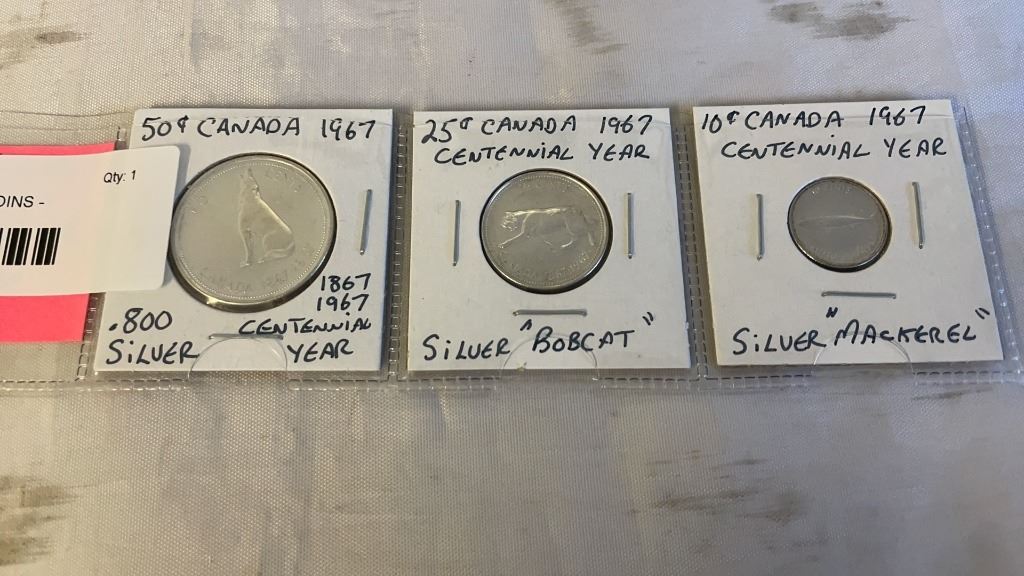 Qty: 1
OINS -
50¢ CANADA 1967
1867
1967
.800 CENTENNIAL
SILVER YEAR
25¢ CANADA 1967
CENTENNIAL YEAR
SILVER "BOBCAT"
10¢ CANADA 1967
CENTENNIAL YEAR
SILVER "MACKEREL"